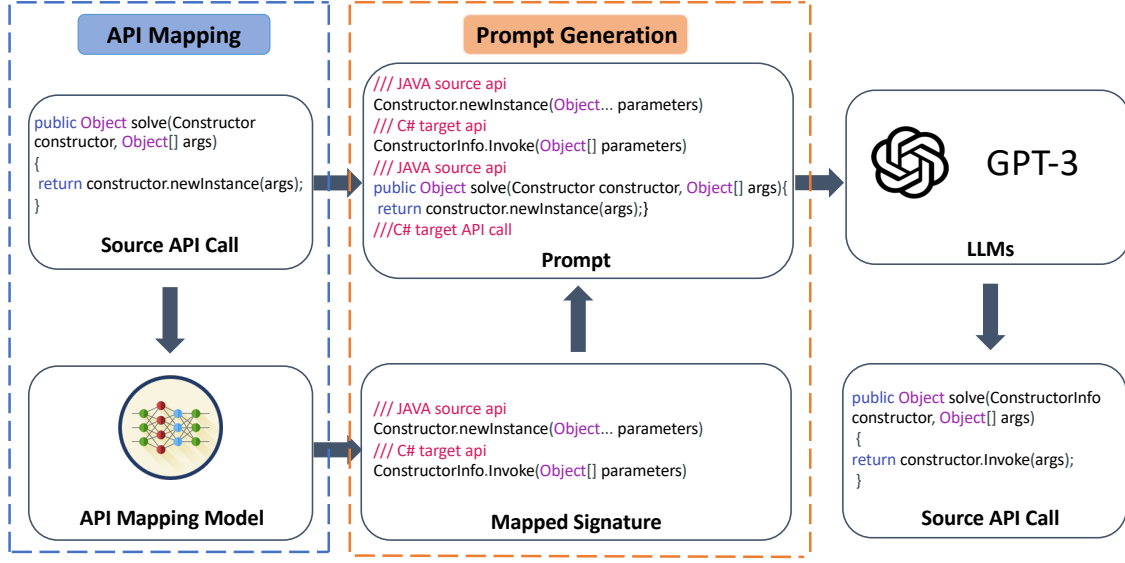 API Mapping
public Object solve(Constructor
constructor, Object[] args)
{
return constructor.newInstance(args);
}
Source API Call
API Mapping Model
Prompt Generation
/// JAVA source api
Constructor.newInstance(Object... parameters)
/// C# target api
ConstructorInfo.Invoke(Object[] parameters)
/// JAVA source api
public Object solve(Constructor constructor, Object[] args){
return constructor.newInstance(args);}
///C# target API call
Prompt
/// JAVA source api
Constructor.newInstance(Object... parameters)
/// C# target api
ConstructorInfo.Invoke(Object[] parameters)
Mapped Signature
GPT-3
LLMs
public Object solve(ConstructorInfo
constructor, Object[] args)
{
return constructor.Invoke(args);
}
Source API Call